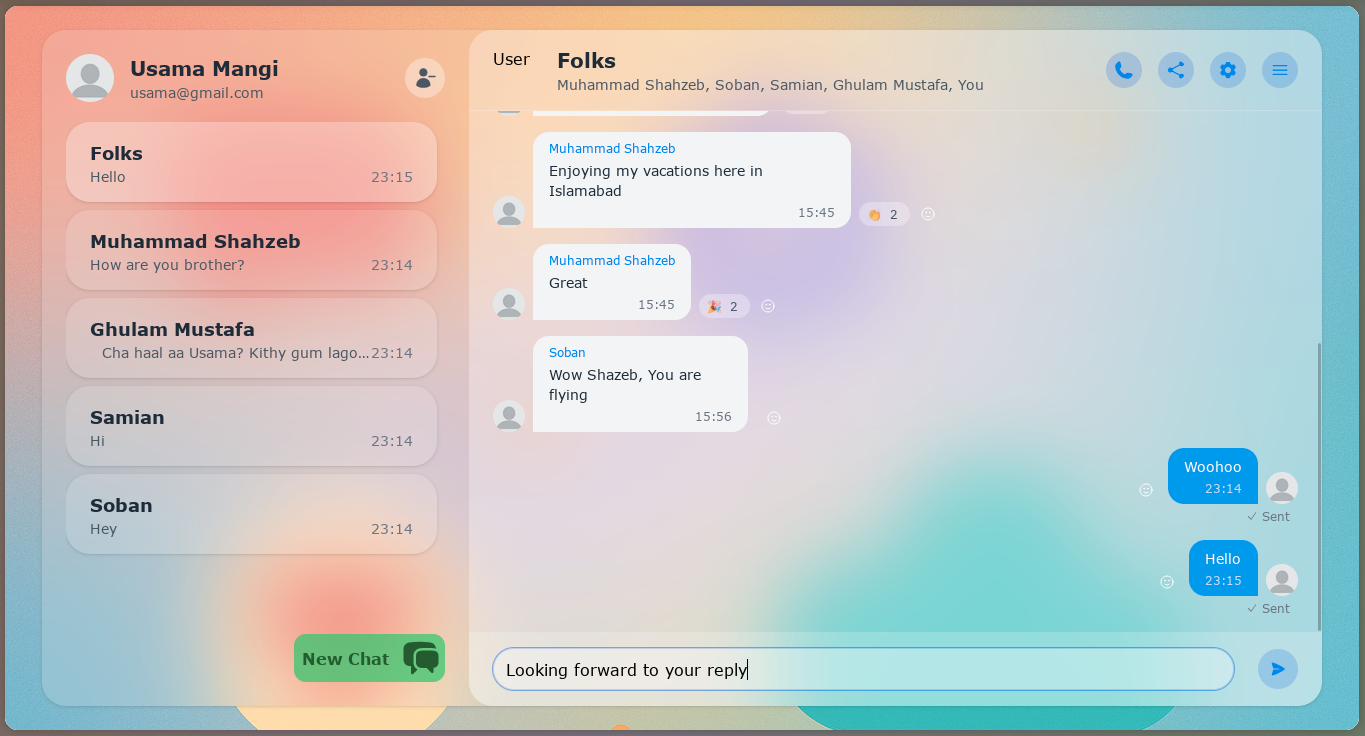 Usama Mangi
usama@gmail.com
Folks
Hello 23:15
Muhammad Shahzeb
How are you brother? 23:14
Ghulam Mustafa
Cha haal aa Usama? Kithy gum lago... 23:14
Samian
Hi 23:14
Soban
Hey 23:14
New Chat
User
Folks
Muhammad Shahzeb, Soban, Samian, Ghulam Mustafa, You
Muhammad Shahzeb
Enjoying my vacations here in
Islamabad
15:45
2
Muhammad Shahzeb
Great
15:45
2
Soban
Wow Shazeb, You are
flying
15:56
Woohoo
23:14
Sent
Hello
23:15
Sent
Looking forward to your reply